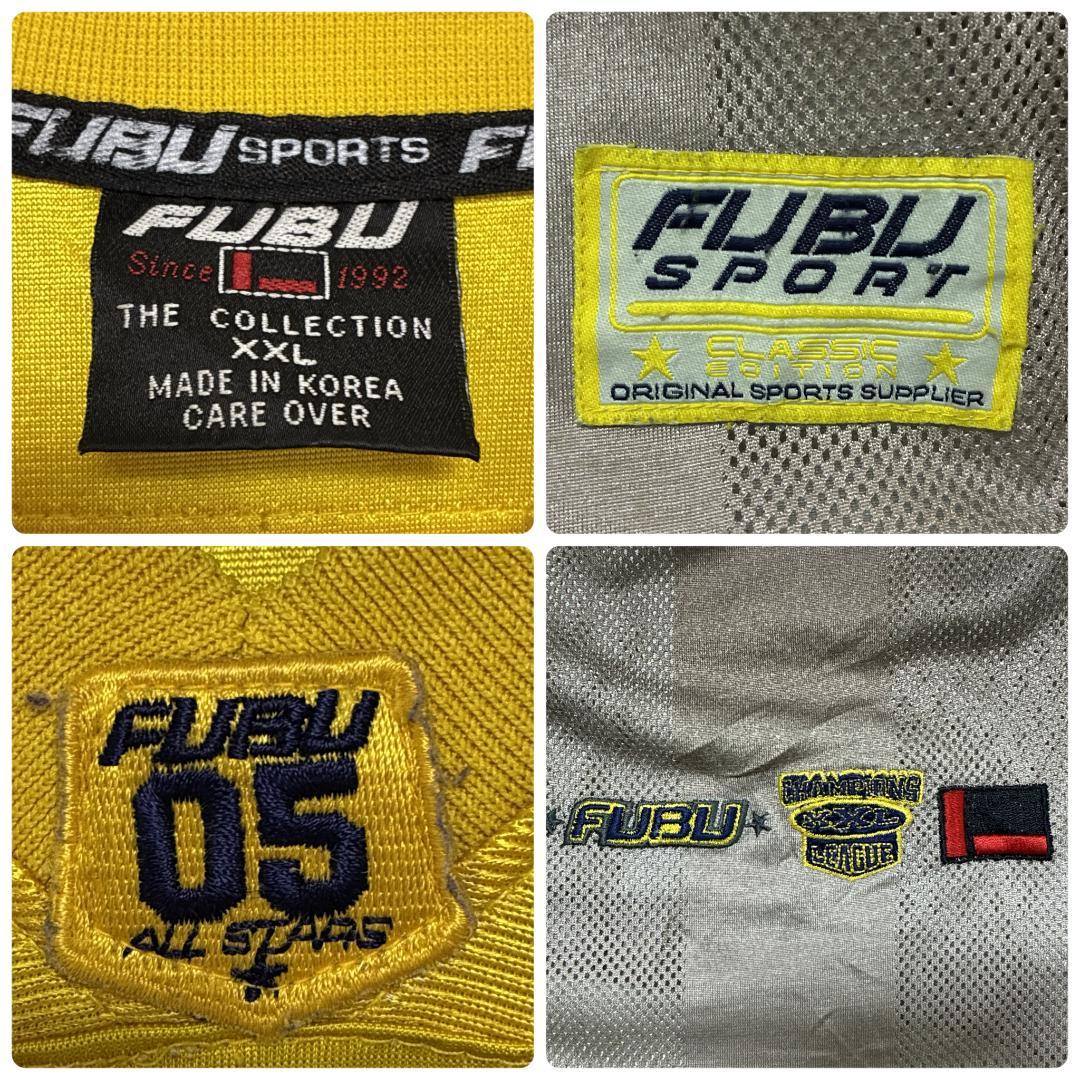 FUBU SPORTS
FUBU
Since 1992
THE COLLECTION
XXL
MADE IN KOREA
CARE OVER
FUBU
SPORT
CLASSIC
EDITION
ORIGINAL SPORTS SUPPLIER
FUBU
05
ALL STARS
FUBU
CHAMPIONS
XXL
LEAGUE